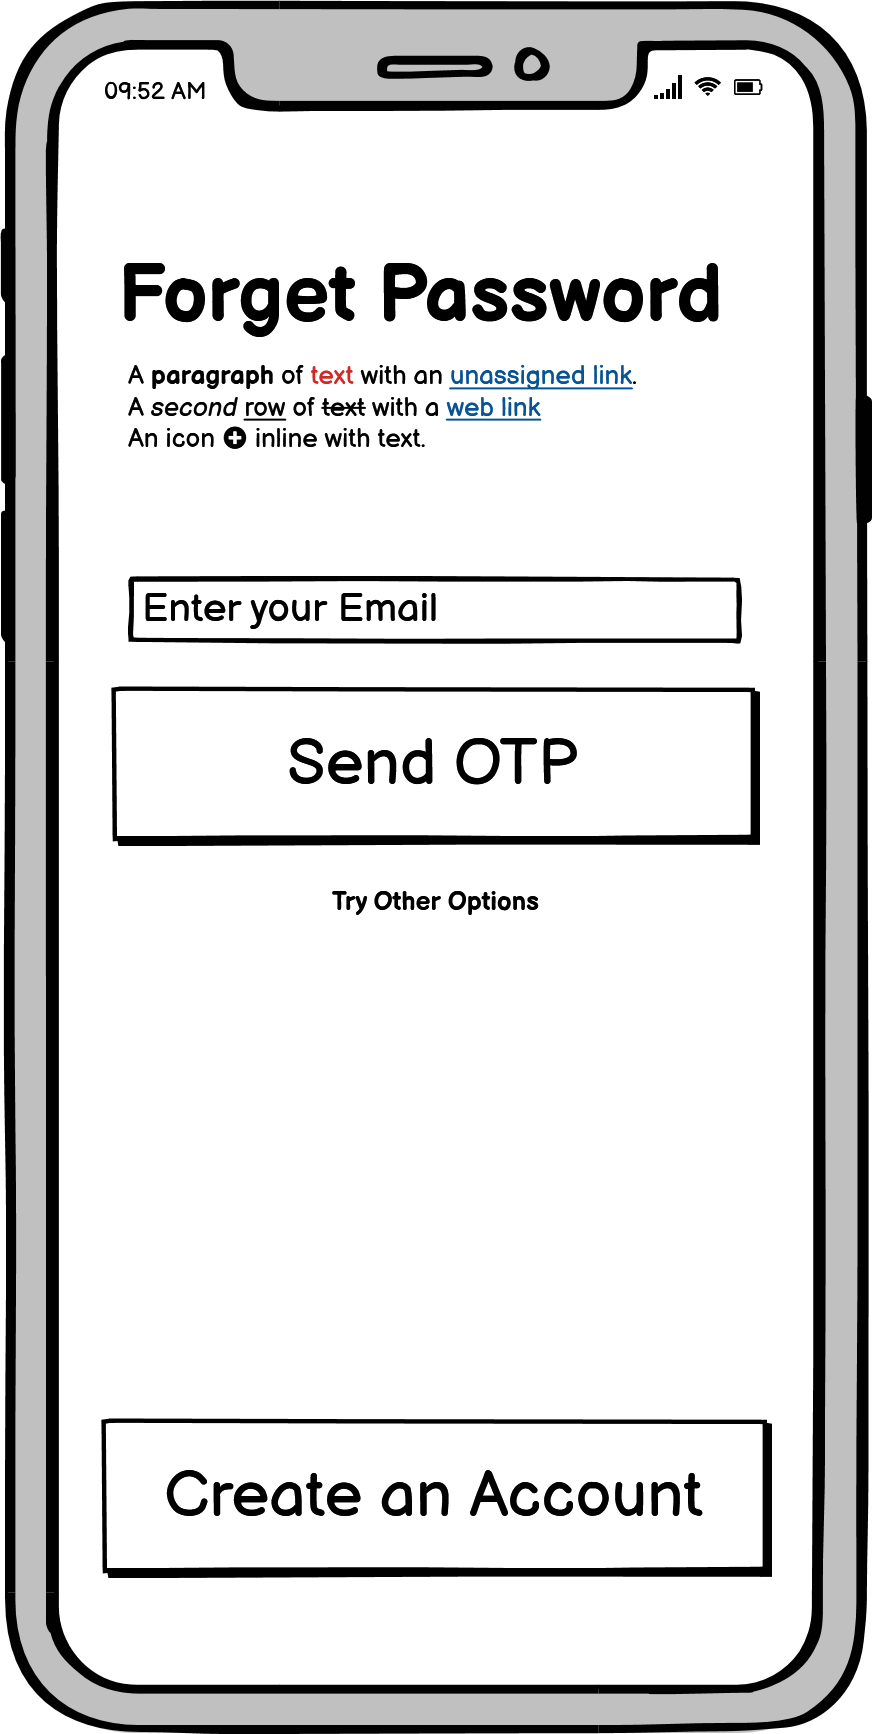 09:52 AM
Forget Password
A paragraph of text with an unassigned link.
A second row of text with a web link
An icon inline with text.
Enter your Email
Send OTP
Try Other Options
Create an Account